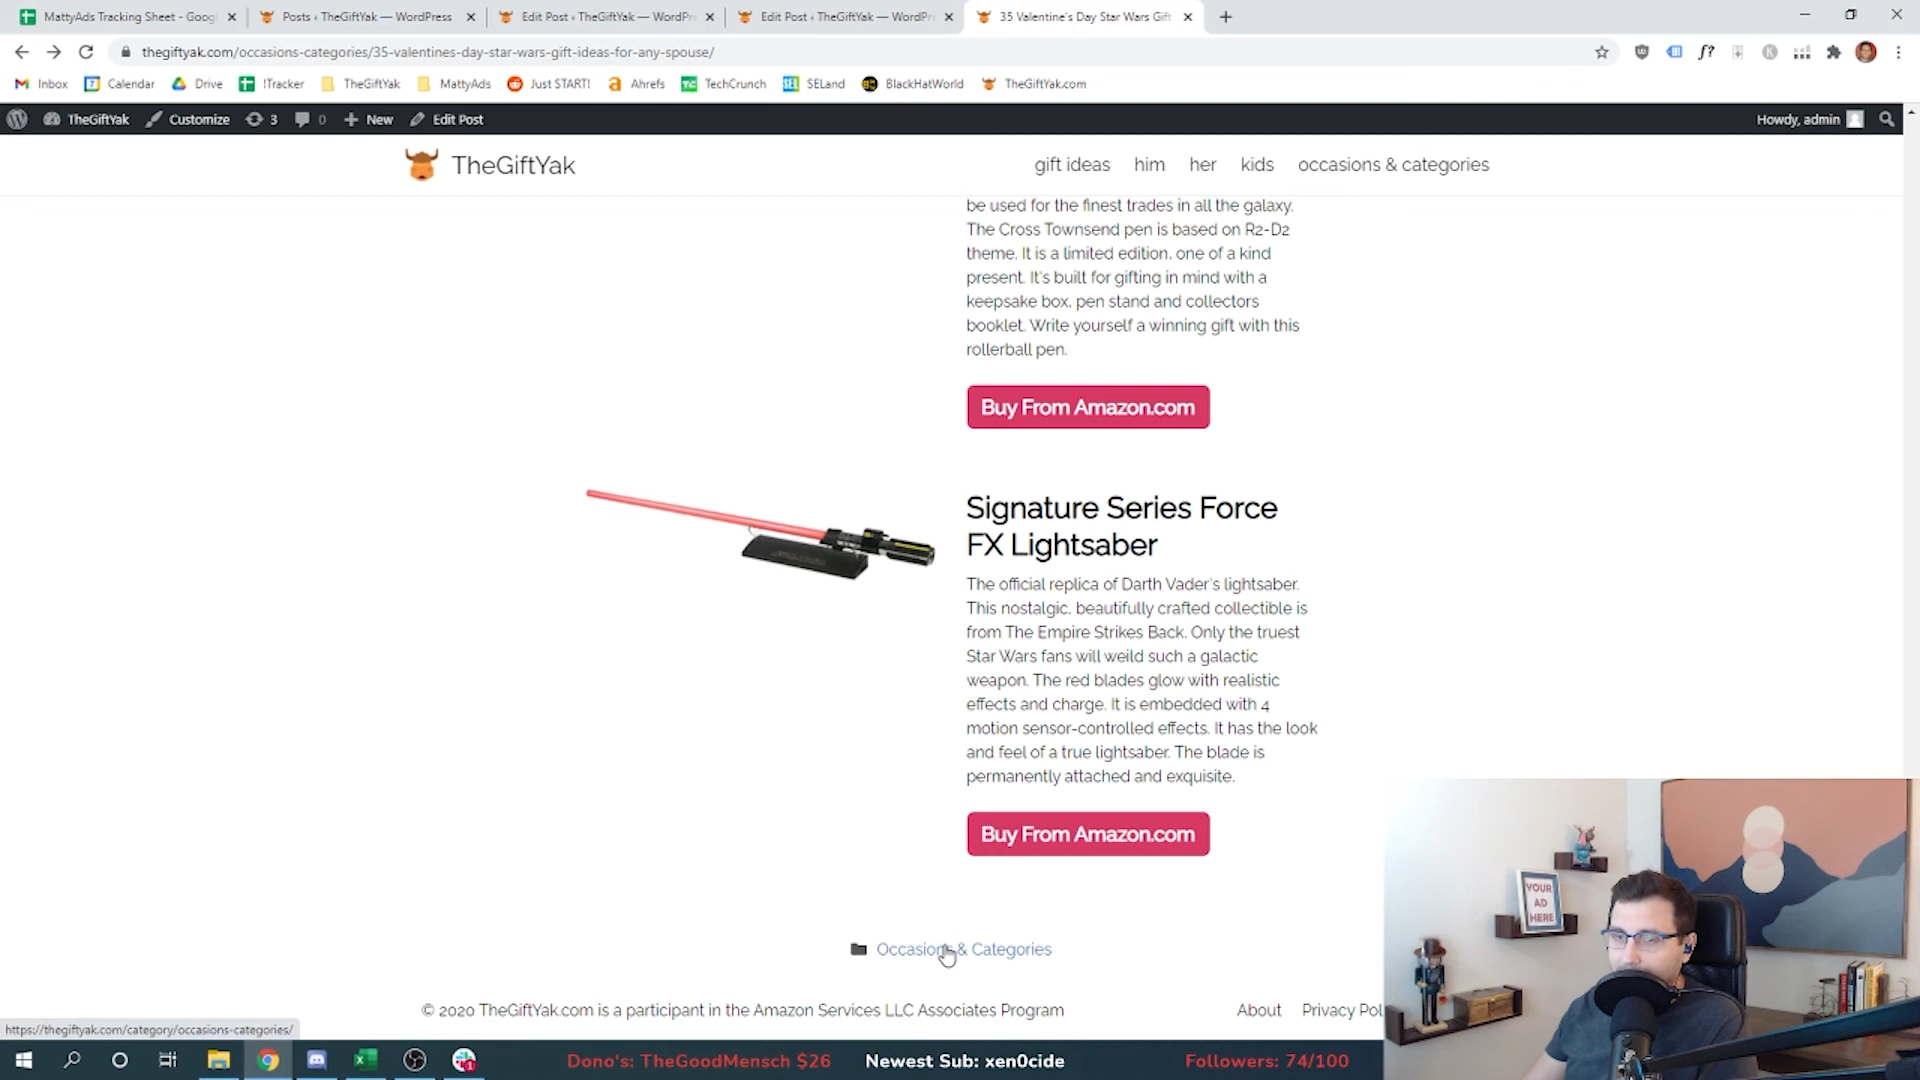 MattyAds Tracking Sheet - Goog
Posts ‹ TheGiftYak — WordPress
Edit Post ‹ TheGiftYak — WordPr
Edit Post ‹ TheGiftYak — WordPr
35 Valentine's Day Star Wars Gift
thegiftyak.com/occasions-categories/35-valentines-day-star-wars-gift-ideas-for-any-spouse/
Inbox Calendar Drive !Tracker TheGiftYak MattyAds Just START! Ahrefs TechCrunch SELand BlackHatWorld TheGiftYak.com
TheGiftYak Customize 3 0 New Edit Post Howdy, admin
TheGiftYak gift ideas him her kids occasions & categories
be used for the finest trades in all the galaxy.
The Cross Townsend pen is based on R2-D2
theme. It is a limited edition, one of a kind
present. It's built for gifting in mind with a
keepsake box, pen stand and collectors
booklet. Write yourself a winning gift with this
rollerball pen.
Buy From Amazon.com
Signature Series Force
FX Lightsaber
The official replica of Darth Vader's lightsaber.
This nostalgic, beautifully crafted collectible is
from The Empire Strikes Back. Only the truest
Star Wars fans will weild such a galactic
weapon. The red blades glow with realistic
effects and charge. It is embedded with 4
motion sensor-controlled effects. It has the look
and feel of a true lightsaber. The blade is
permanently attached and exquisite.
Buy From Amazon.com
YOUR
AD
HERE
Occasions & Categories
© 2020 TheGiftYak.com is a participant in the Amazon Services LLC Associates Program About Privacy Pol
https://thegiftyak.com/category/occasions-categories/
Dono's: TheGoodMensch $26 Newest Sub: xen0cide Followers: 74/100